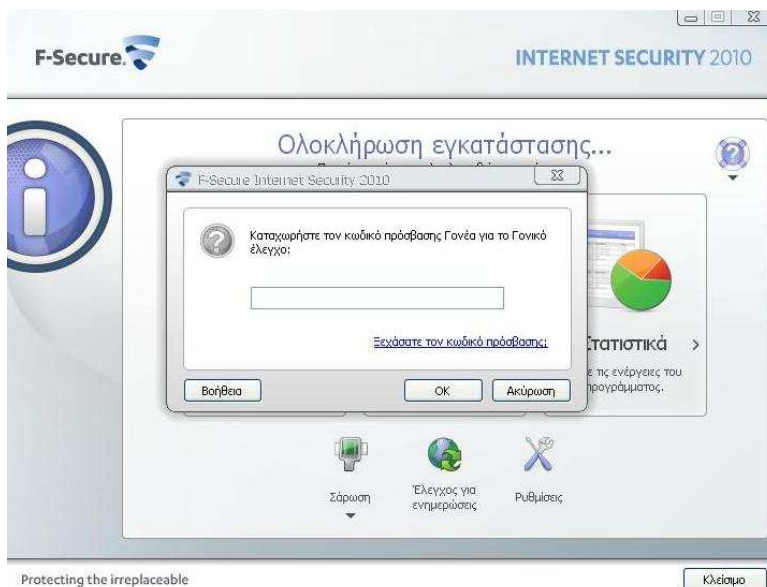 F-Secure.
INTERNET SECURITY 2010
Ολοκλήρωση εγκατάστασης...
F-Secure Internet Security 2010
Καταχωρήστε τον κωδικό πρόσβασης Γονέα για το Γονικό
έλεγχο:
Ξεχάσατε τον κωδικό πρόσβασης;
Βοήθεια
OK
Ακύρωση
τατιστικά
ε τις ενέργειες του
προγράμματος.
Σάρωση
Έλεγχος για
ενημερώσεις
Ρυθμίσεις
Protecting the irreplaceable
Κλείσιμο